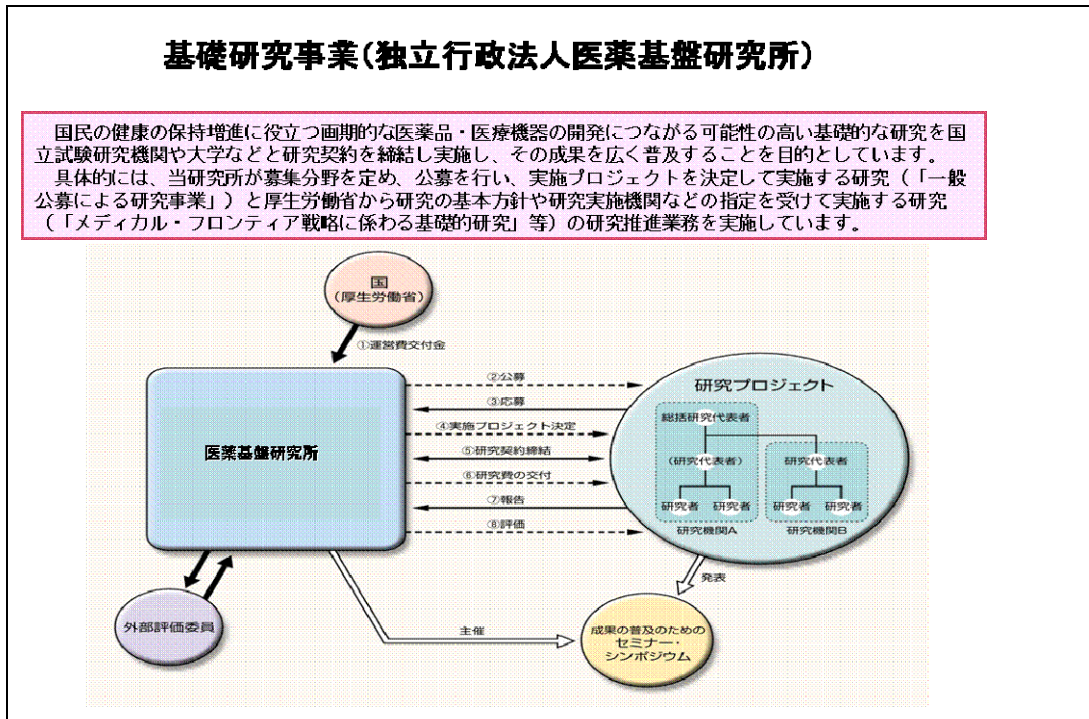 基礎研究事業(独立行政法人医薬基盤研究所)
国民の健康の保持増進に役立つ画期的な医薬品・医療機器の開発につながる可能性の高い基礎的な研究を国
立試験研究機関や大学などと研究契約を締結し実施し、その成果を広く普及することを目的としています。
具体的には、当研究所が募集分野を定め、公募を行い、実施プロジェクトを決定して実施する研究(「一般
公募による研究事業」)と厚生労働省から研究の基本方針や研究実施機関などの指定を受けて実施する研究
(「メディカル・フロンティア戦略に係わる基礎的研究」等)の研究推進業務を実施しています。
国
(厚生労働省)
①運営費交付金
医薬基盤研究所
②公募
③応募
④実施プロジェクト決定
⑤研究契約締結
⑥研究費の交付
⑦報告
⑧評価
研究プロジェクト
総括研究代表者
(研究代表者)
研究代表者
研究者 研究者
研究者 研究者
研究機関A
研究機関B
発表
外部評価委員
主催
成果の普及のための
セミナー・
シンポジウム